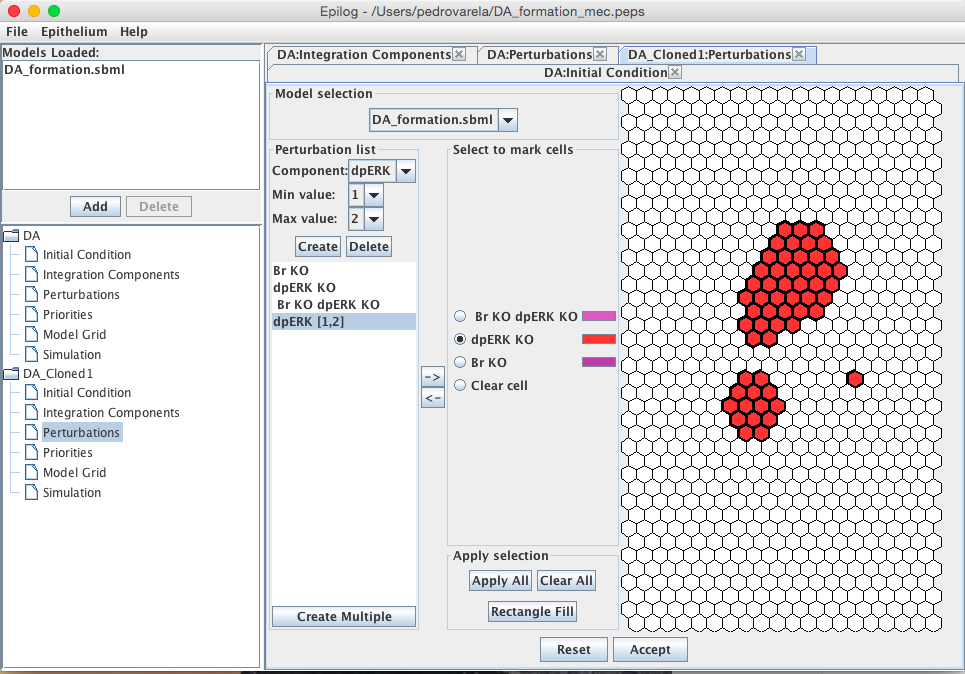 Epilog - /Users/pedrovarela/DA_formation_mec.peps
File Epithelium Help
Models Loaded:
DA_formation.sbml
Add Delete
DA
Initial Condition
Integration Components
Perturbations
Priorities
Model Grid
Simulation
DA_Cloned1
Initial Condition
Integration Components
Perturbations
Priorities
Model Grid
Simulation
DA:Integration Components DA:Perturbations DA_Cloned1:Perturbations
DA:Initial Condition
Model selection
DA_formation.sbml
Perturbation list
Component: dpERK
Min value: 1
Max value: 2
Create Delete
Br KO
dpERK KO
Br KO dpERK KO
dpERK [1,2]
Create Multiple
->
<-
Select to mark cells
Br KO dpERK KO
dpERK KO
Br KO
Clear cell
Apply selection
Apply All Clear All
Rectangle Fill
Reset Accept